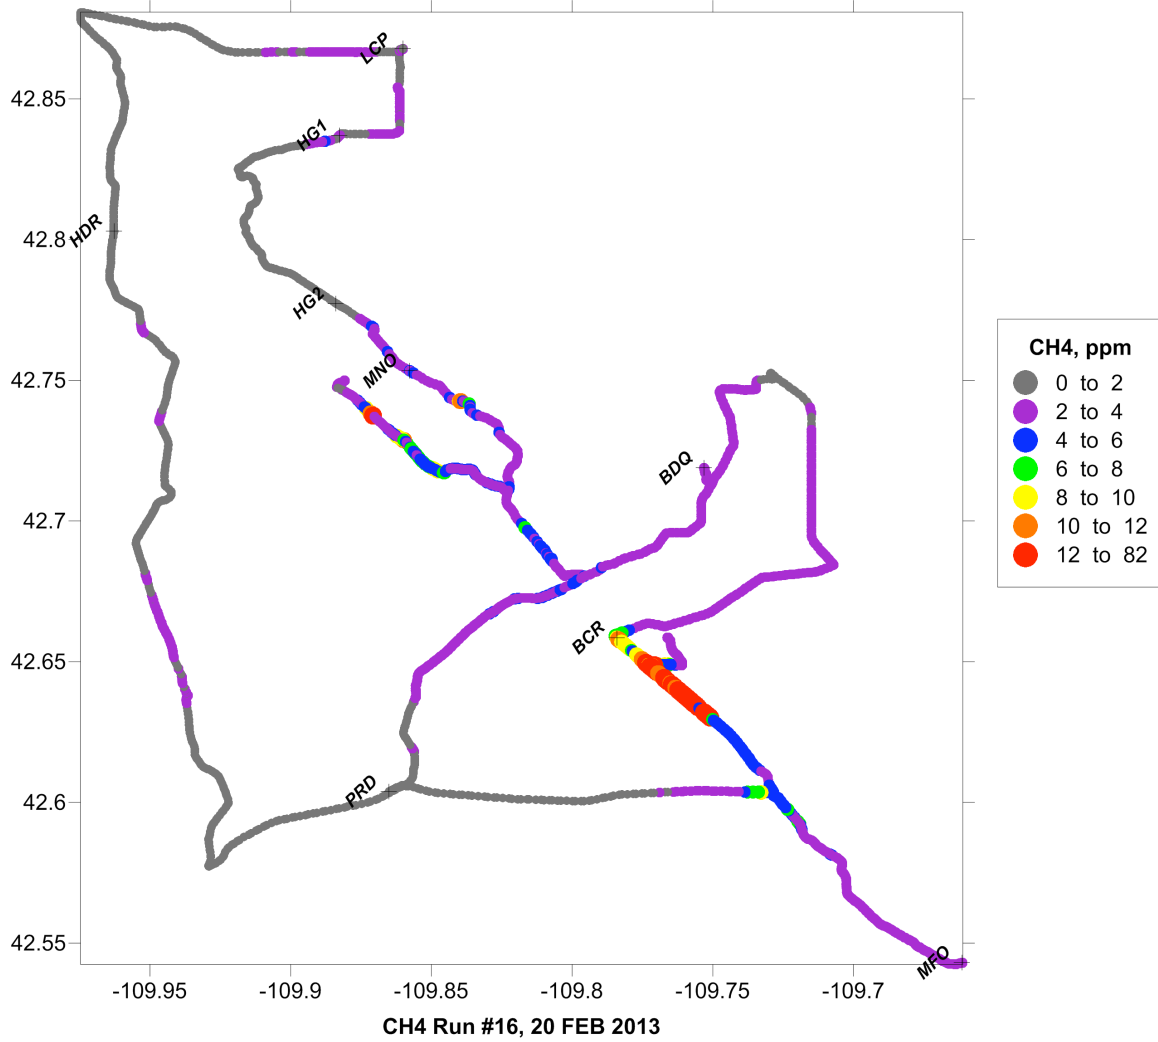 LCP
42.85
HG1
HDR
42.8
HG2
MNO
42.75
BDQ
42.7
BCR
42.65
PRD
42.6
MFO
42.55
-109.95 -109.9 -109.85 -109.8 -109.75 -109.7
CH4 Run #16, 20 FEB 2013
CH4, ppm
0 to 2
2 to 4
4 to 6
6 to 8
8 to 10
10 to 12
12 to 82